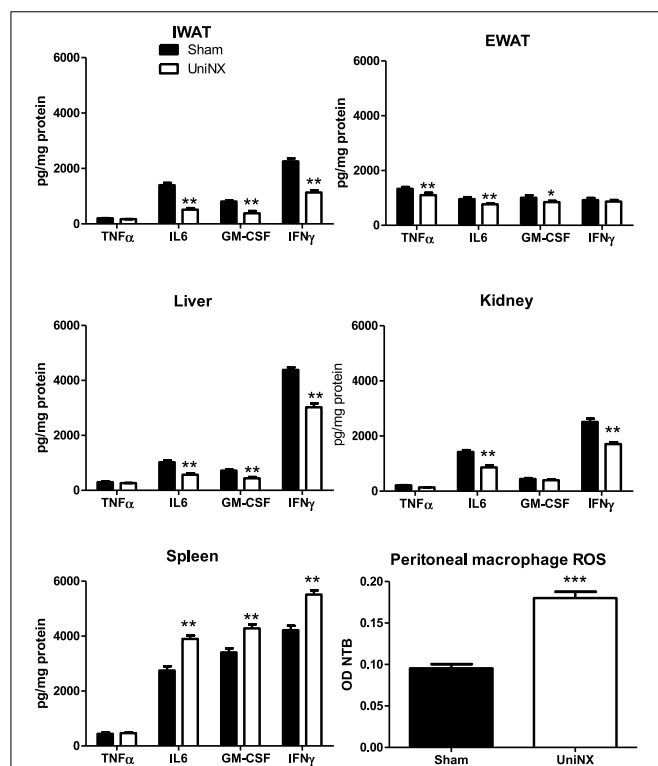 IWAT
Sham
UniNX
pg/mg protein
6000
4000
2000
0
**
**
**
TNFα IL6 GM-CSF IFNγ
EWAT
pg/mg protein
6000
4000
2000
0
**
**
*
TNFα IL6 GM-CSF IFNγ
Liver
pg/mg protein
6000
4000
2000
0
**
**
**
TNFα IL6 GM-CSF IFNγ
Kidney
pg/mg protein
6000
4000
2000
0
**
**
TNFα IL6 GM-CSF IFNγ
Spleen
pg/mg protein
6000
4000
2000
0
**
**
**
TNFα IL6 GM-CSF IFNγ
Peritoneal macrophage ROS
OD NTB
0.20
0.15
0.10
0.05
0.00
***
Sham UniNX